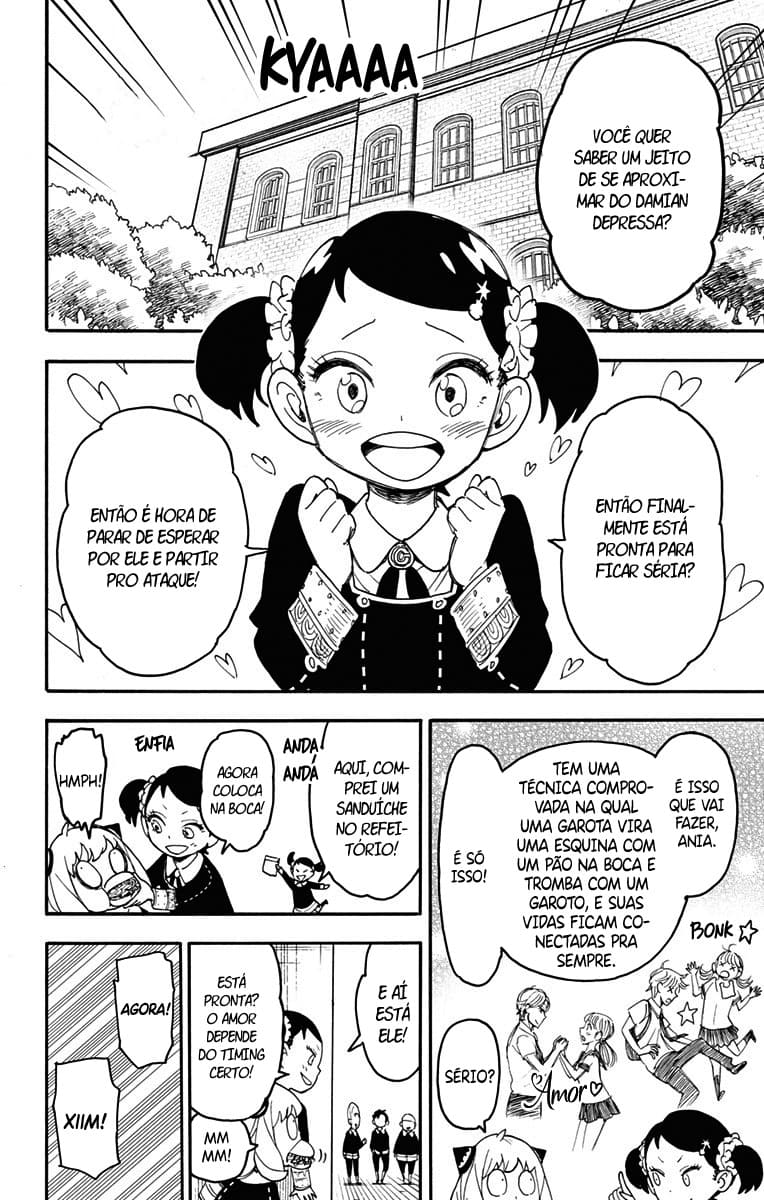 KYAAAA
VOCÊ QUER
SABER UM JEITO
DE SE APROXI-
MAR DO DAMIAN
DEPRESSA?
ENTÃO FINAL-
MENTE ESTÁ
PRONTA PARA
FICAR SÉRIA?
ENTÃO É HORA DE
PARAR DE ESPERAR
POR ELE E PARTIR
PRO ATAQUE!
C
É ISSO
QUE VAI
FAZER,
ANIA.
TEM UMA
TÉCNICA COMPRO-
VADA NA QUAL
UMA GAROTA VIRA
UMA ESQUINA COM
UM PÃO NA BOCA E
TROMBA COM UM
GAROTO, E SUAS
VIDAS FICAM CO-
NECTADAS PRA
SEMPRE.
É SÓ
ISSO!
BONK
Amor
SÉRIO?
AQUI, COM-
PREI UM
SANDUÍCHE
NO REFEI-
TÓRIO!
ANDA
ANDÁ
AGORA
COLOCA
NA BOCA!
ENFIA
HMPH!
E AÍ
ESTÁ
ELE!
ESTÁ
PRONTA?
O AMOR
DEPENDE
DO TIMING
CERTO!
MM
MM!
AGORA!
XIIM!